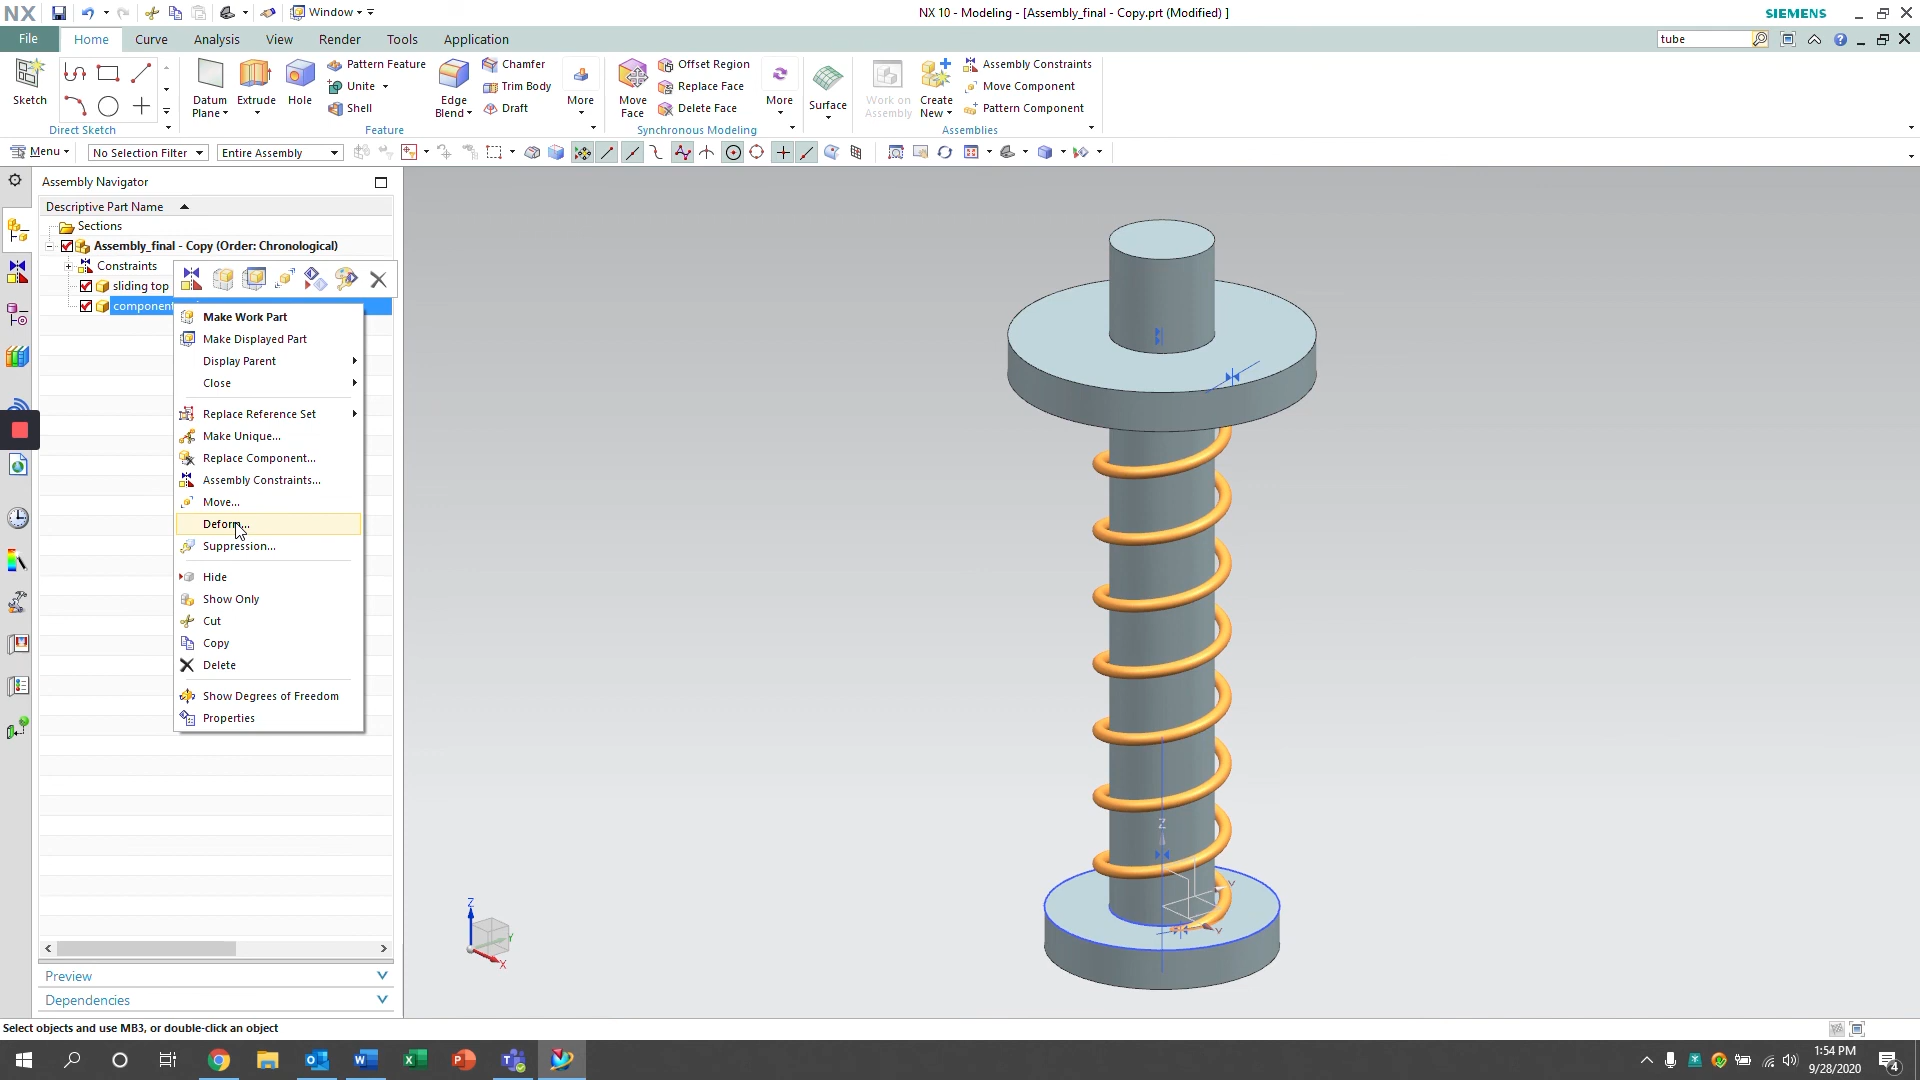 NX
Window
NX 10 - Modeling - [Assembly_final - Copy.prt (Modified) ]
SIEMENS
File
Home
Curve
Analysis
View
Render
Tools
Application
tube
Sketch
Direct Sketch
Datum Plane
Extrude
Hole
Pattern Feature
Unite
Shell
Edge Blend
Chamfer
Trim Body
Draft
More
Feature
Move Face
Offset Region
Replace Face
Delete Face
More
Synchronous Modeling
Surface
Work on Assembly
Create New
Assembly Constraints
Move Component
Pattern Component
Assemblies
Menu
No Selection Filter
Entire Assembly
Assembly Navigator
Descriptive Part Name
Sections
Assembly_final - Copy (Order: Chronological)
Constraints
sliding top
component
Make Work Part
Make Displayed Part
Display Parent
Close
Replace Reference Set
Make Unique...
Replace Component...
Assembly Constraints...
Move...
Deform...
Suppression...
Hide
Show Only
Cut
Copy
Delete
Show Degrees of Freedom
Properties
Z
Y
X
Z
Preview
Dependencies
Select objects and use MB3, or double-click an object
1:54 PM
9/28/2020
4